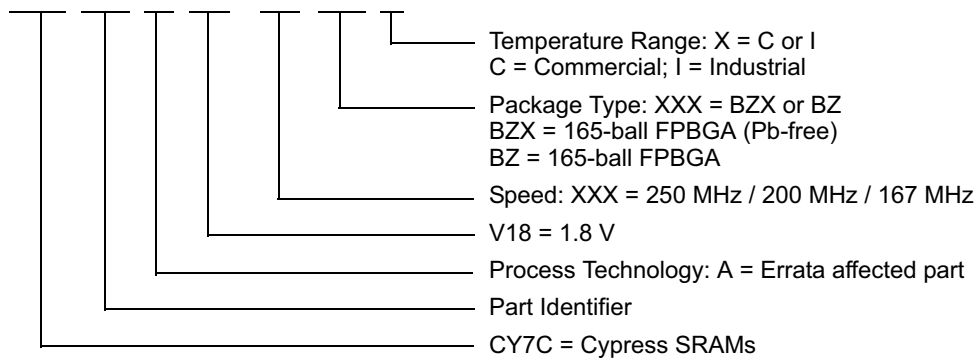 Temperature Range: X = C or I
C = Commercial; I = Industrial
Package Type: XXX = BZX or BZ
BZX = 165-ball FPBGA (Pb-free)
BZ = 165-ball FPBGA
Speed: XXX = 250 MHz / 200 MHz / 167 MHz
V18 = 1.8 V
Process Technology: A = Errata affected part
Part Identifier
CY7C = Cypress SRAMs